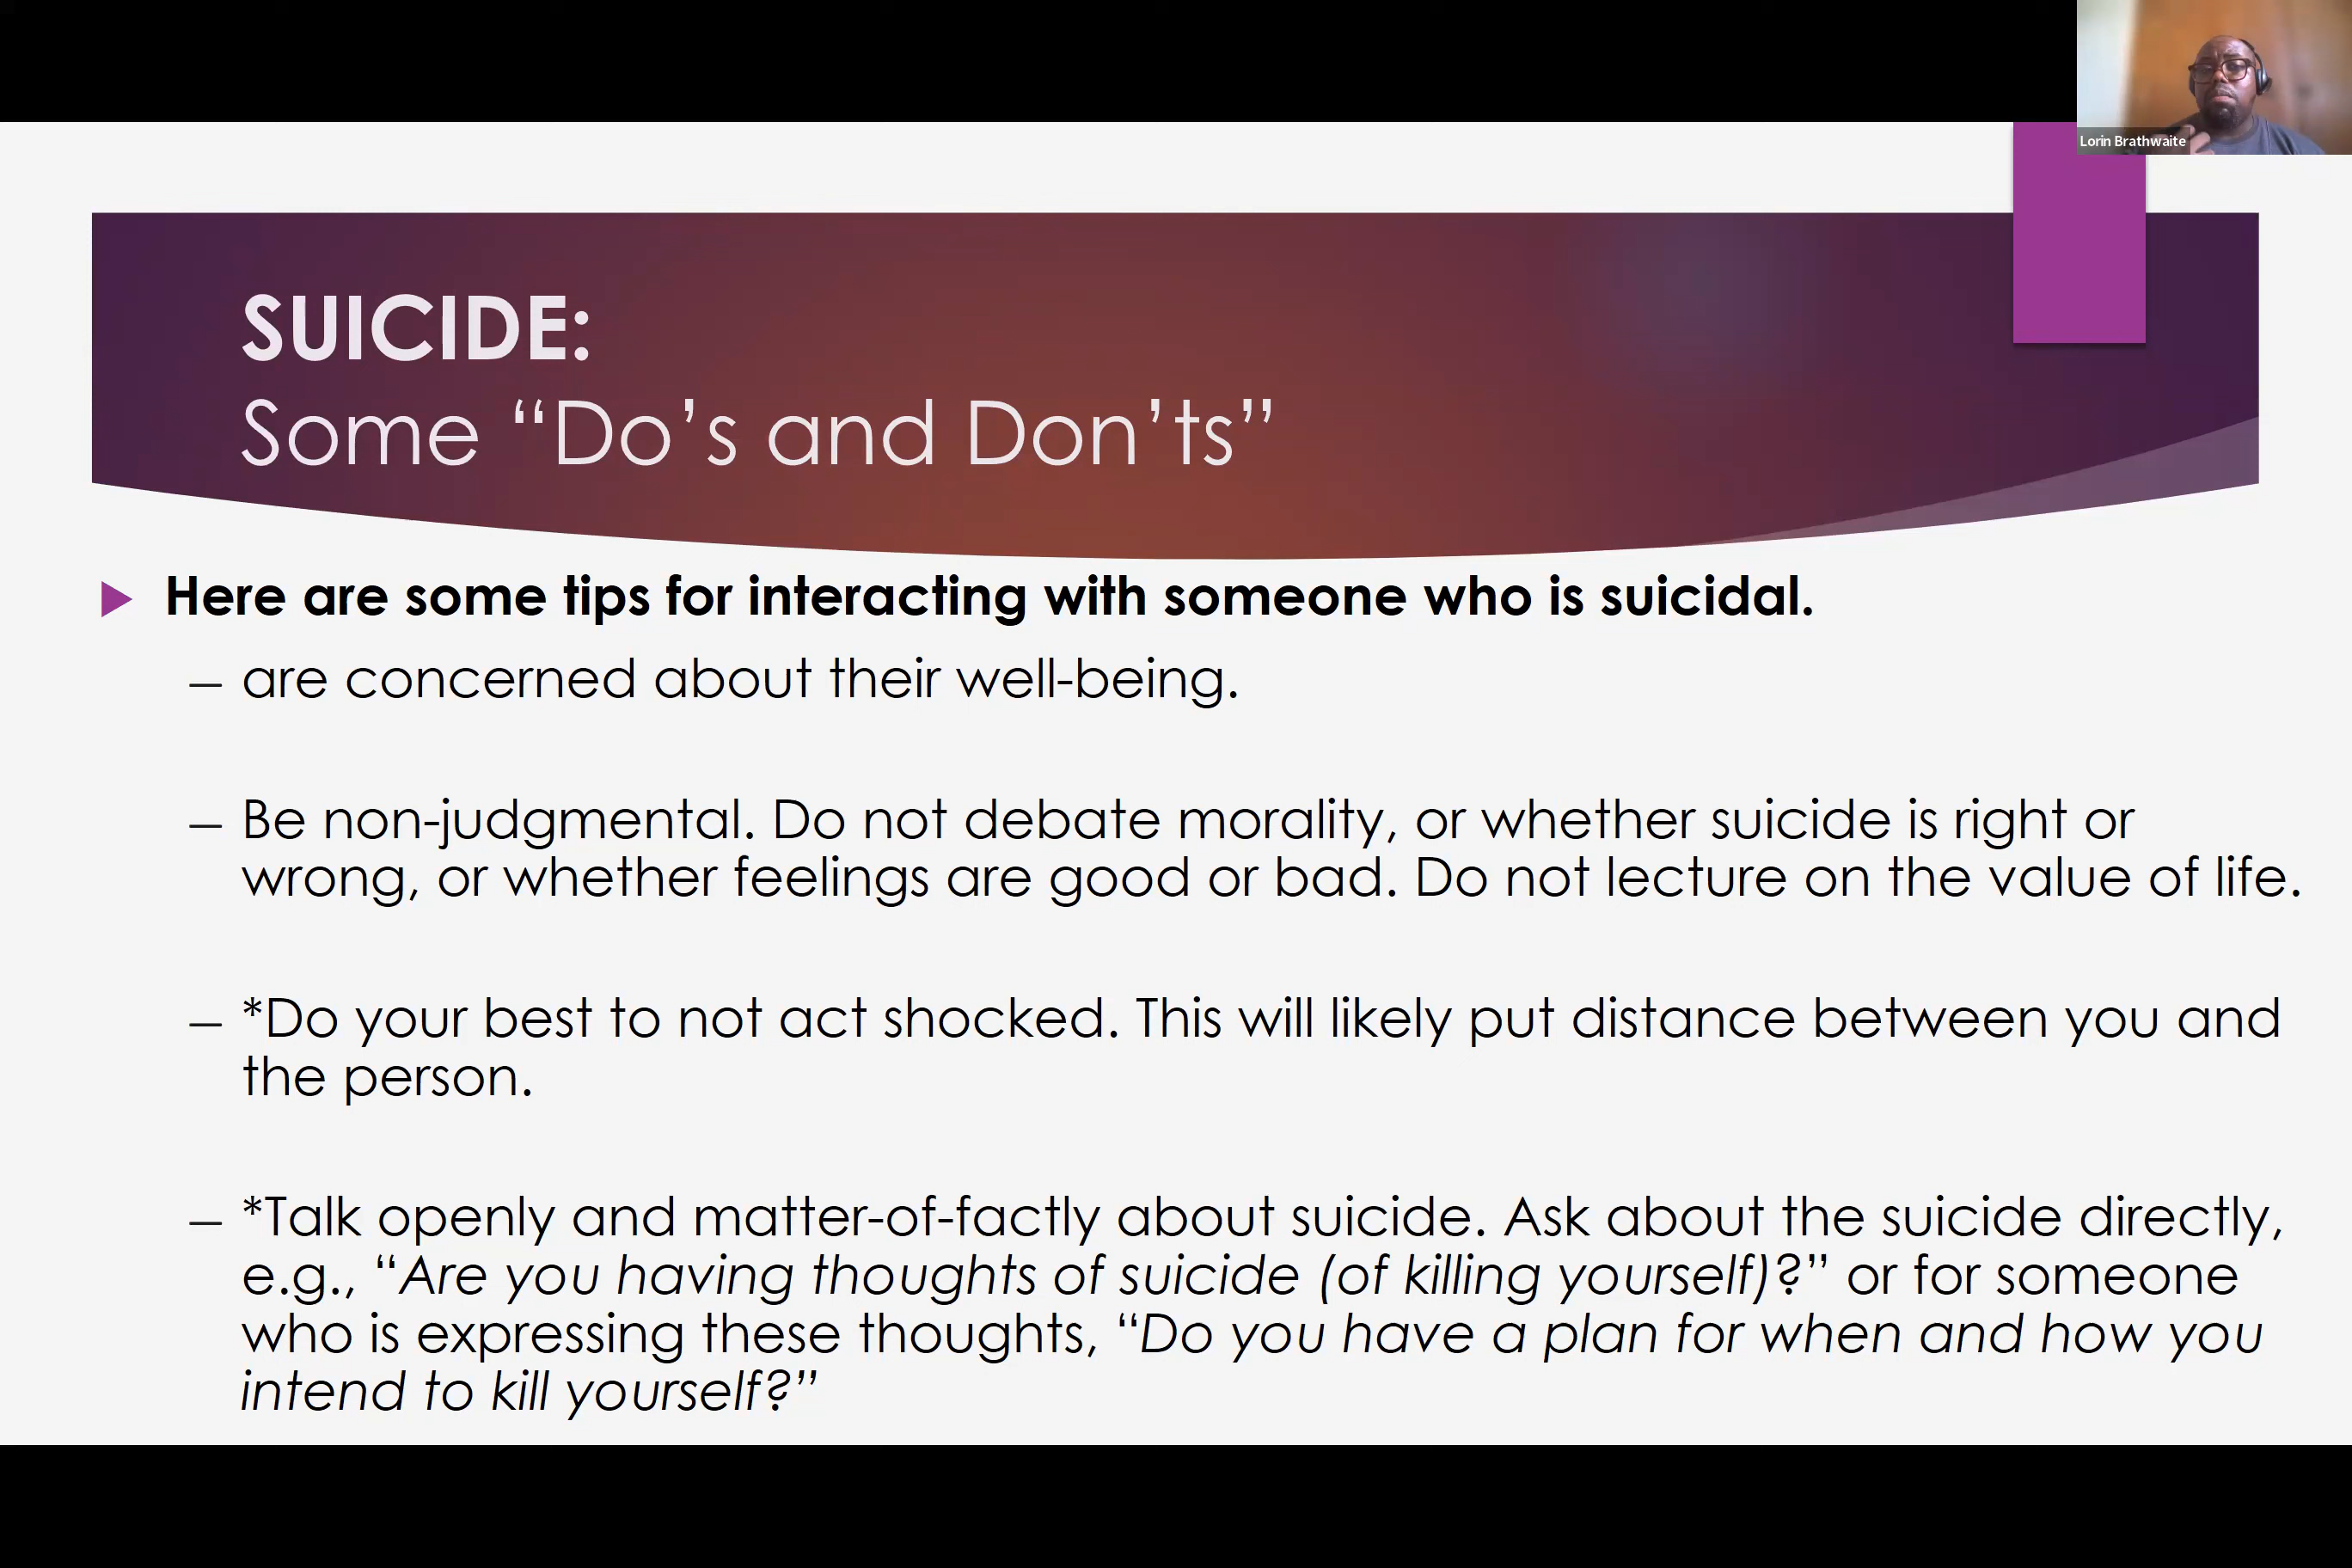 Lorin Brathwaite
SUICIDE:
Some “Do’s and Don’ts”
Here are some tips for interacting with someone who is suicidal.
– are concerned about their well-being.
– Be non-judgmental. Do not debate morality, or whether suicide is right or
wrong, or whether feelings are good or bad. Do not lecture on the value of life.
– *Do your best to not act shocked. This will likely put distance between you and
the person.
– *Talk openly and matter-of-factly about suicide. Ask about the suicide directly,
e.g., “Are you having thoughts of suicide (of killing yourself)?” or for someone
who is expressing these thoughts, “Do you have a plan for when and how you
intend to kill yourself?”